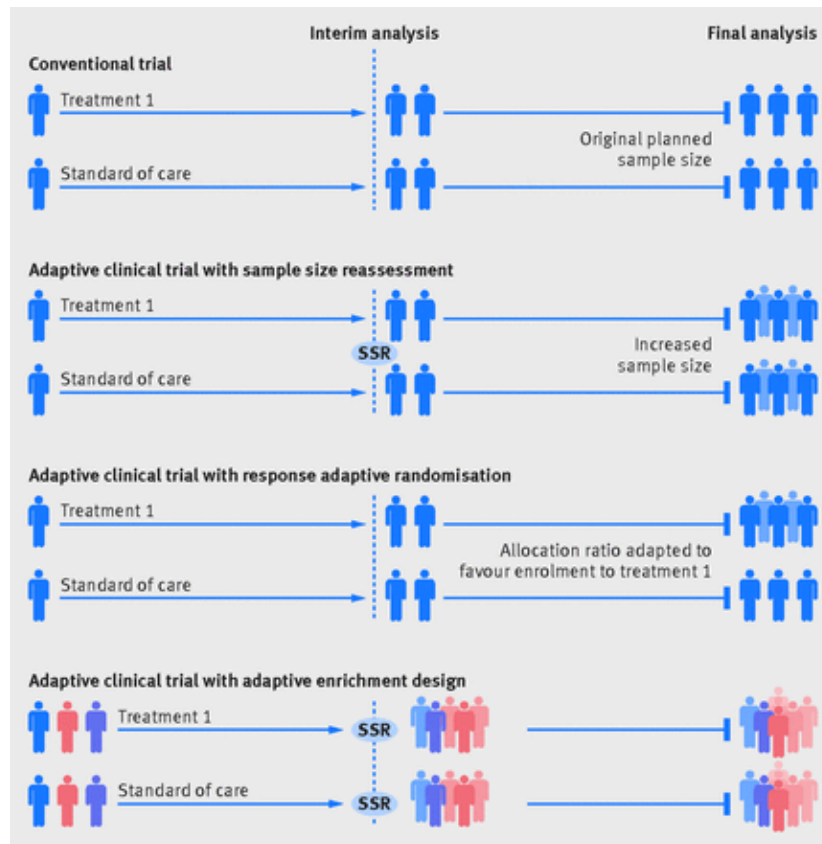 Interim analysis
Final analysis
Conventional trial
Treatment 1
Original planned
sample size
Standard of care
Adaptive clinical trial with sample size reassessment
Treatment 1
SSR
Increased
sample size
Standard of care
Adaptive clinical trial with response adaptive randomisation
Treatment 1
Allocation ratio adapted to
favour enrolment to treatment 1
Standard of care
Adaptive clinical trial with adaptive enrichment design
Treatment 1
SSR
Standard of care
SSR